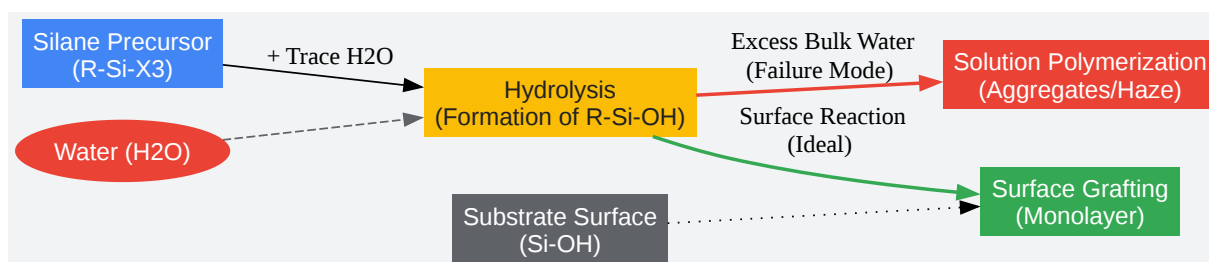 Silane Precursor
(R-Si-X3)
+ Trace H2O
Water (H2O)
Hydrolysis
(Formation of R-Si-OH)
Excess Bulk Water
(Failure Mode)
Solution Polymerization
(Aggregates/Haze)
Surface Reaction
(Ideal)
Substrate Surface
(Si-OH)
Surface Grafting
(Monolayer)